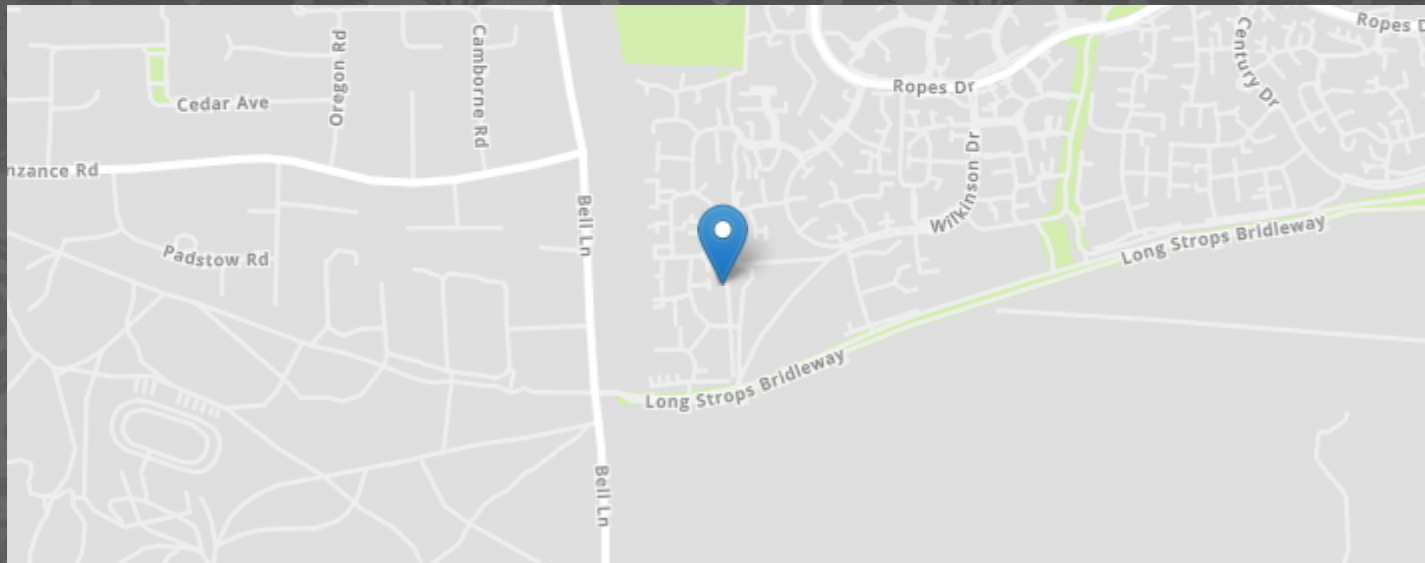 Ropes D
Century Dr
Oregon Rd
Camborne Rd
Ropes Dr
Cedar Ave
nzance Rd
Wilkinson Dr
Bell Ln
Padstow Rd
Long Strops Bridleway
Long Strops Bridleway
Bell Ln